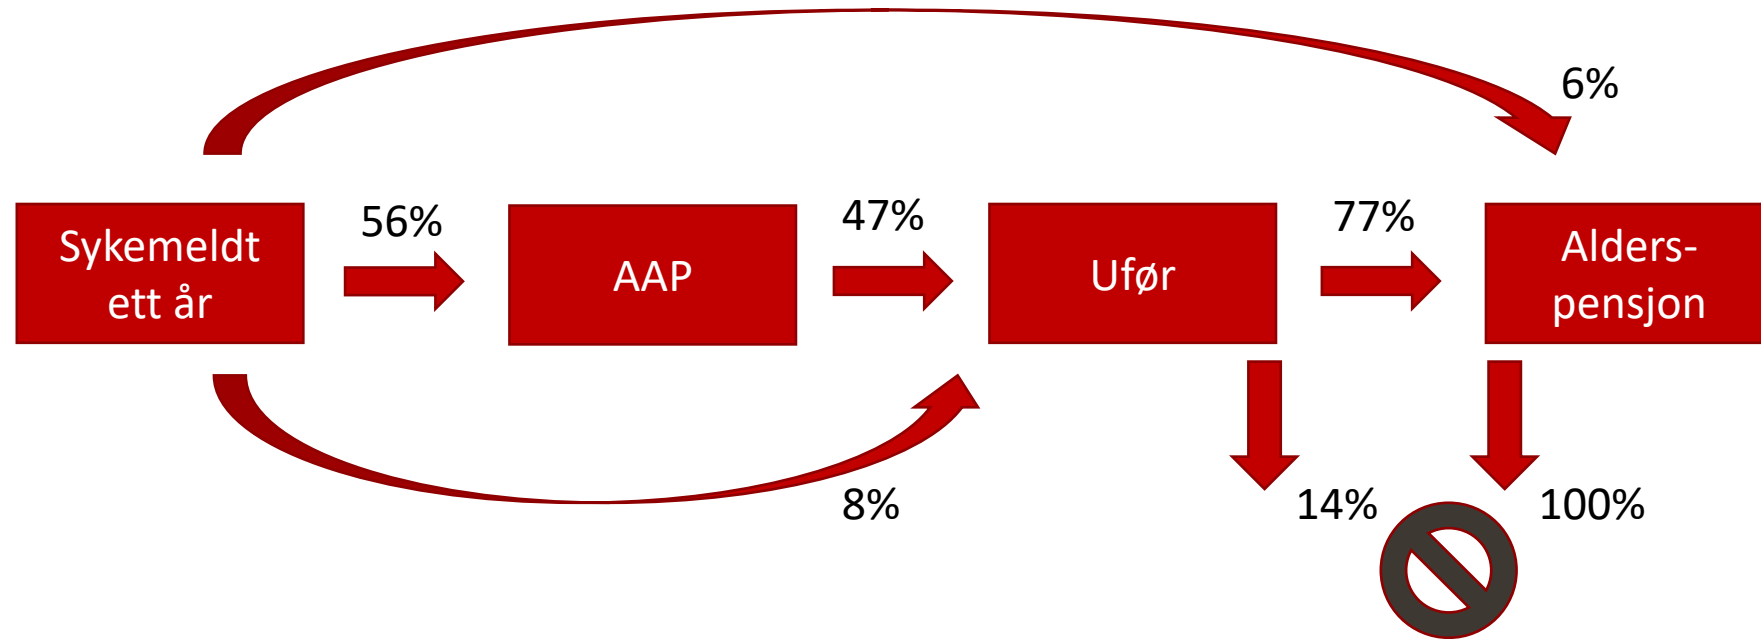 6%
56%
47%
77%
Sykemeldt
ett år
AAP
Ufør
Alders-
pensjon
8%
14%
100%